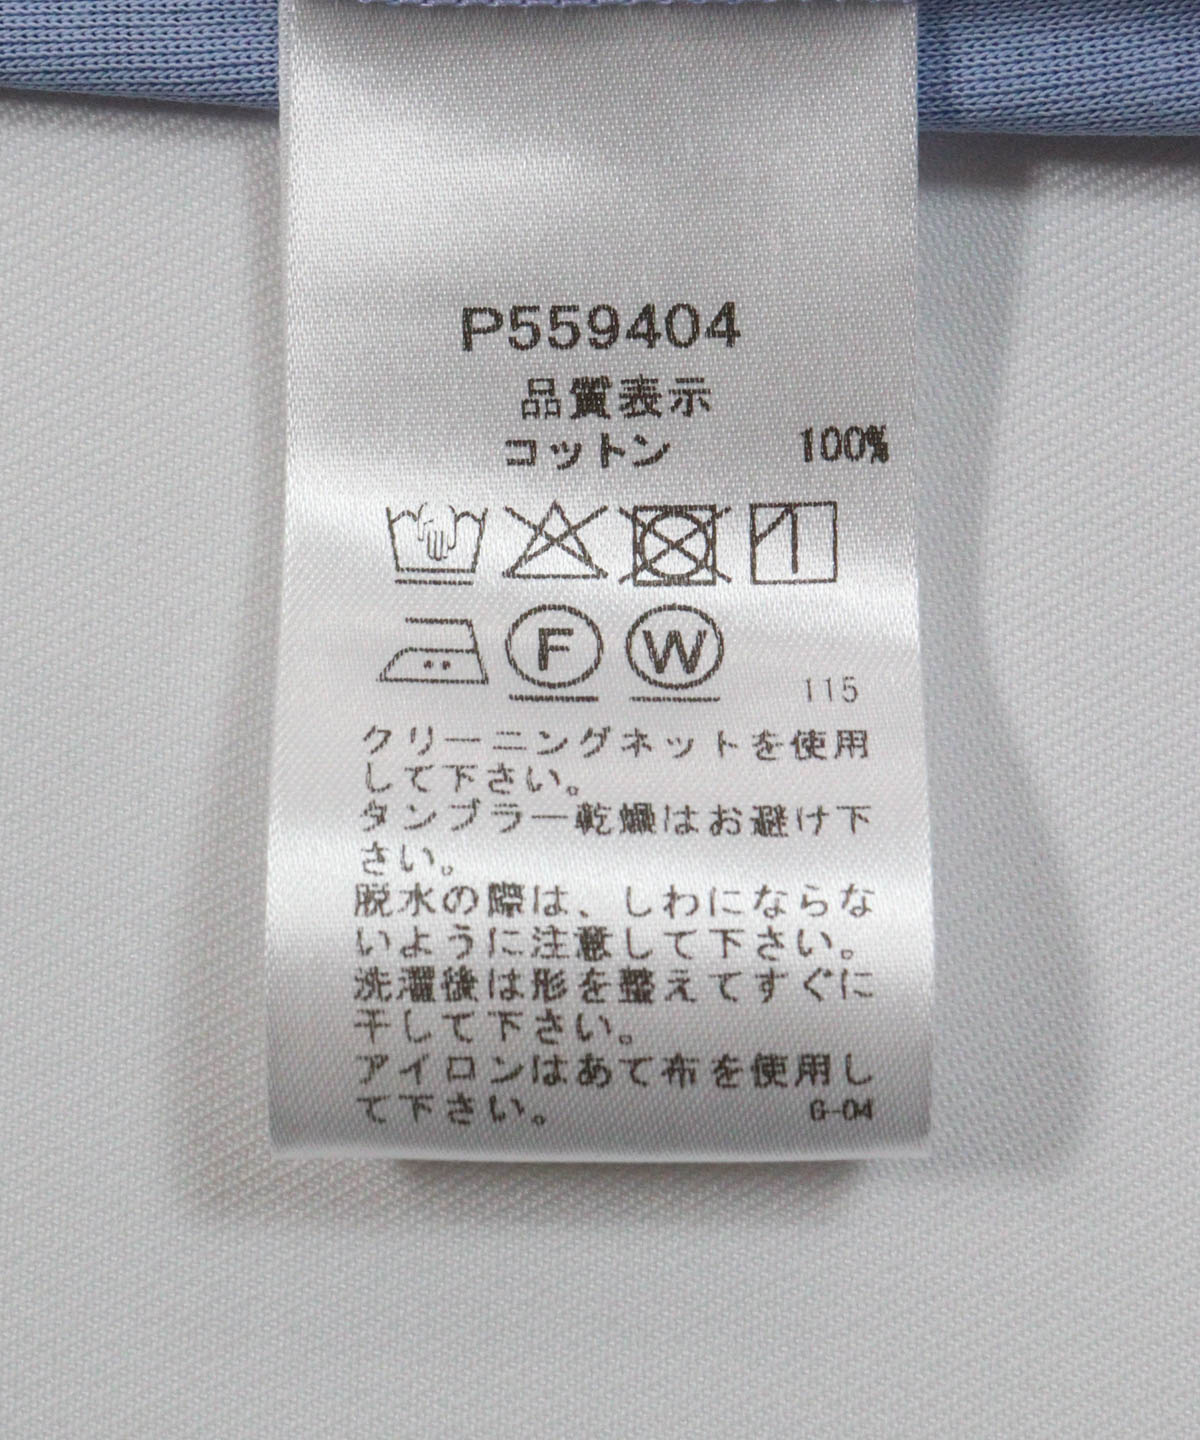 P559404
品質表示
コットン 100%
F W
115
クリーニングネットを使用
して下さい。
タンブラー乾燥はお避け下
さい。
脱水の際は、しわにならな
いように注意して下さい。
洗濯後は形を整えてすぐに
干して下さい。
アイロンはあて布を使用し
て下さい。 G-04